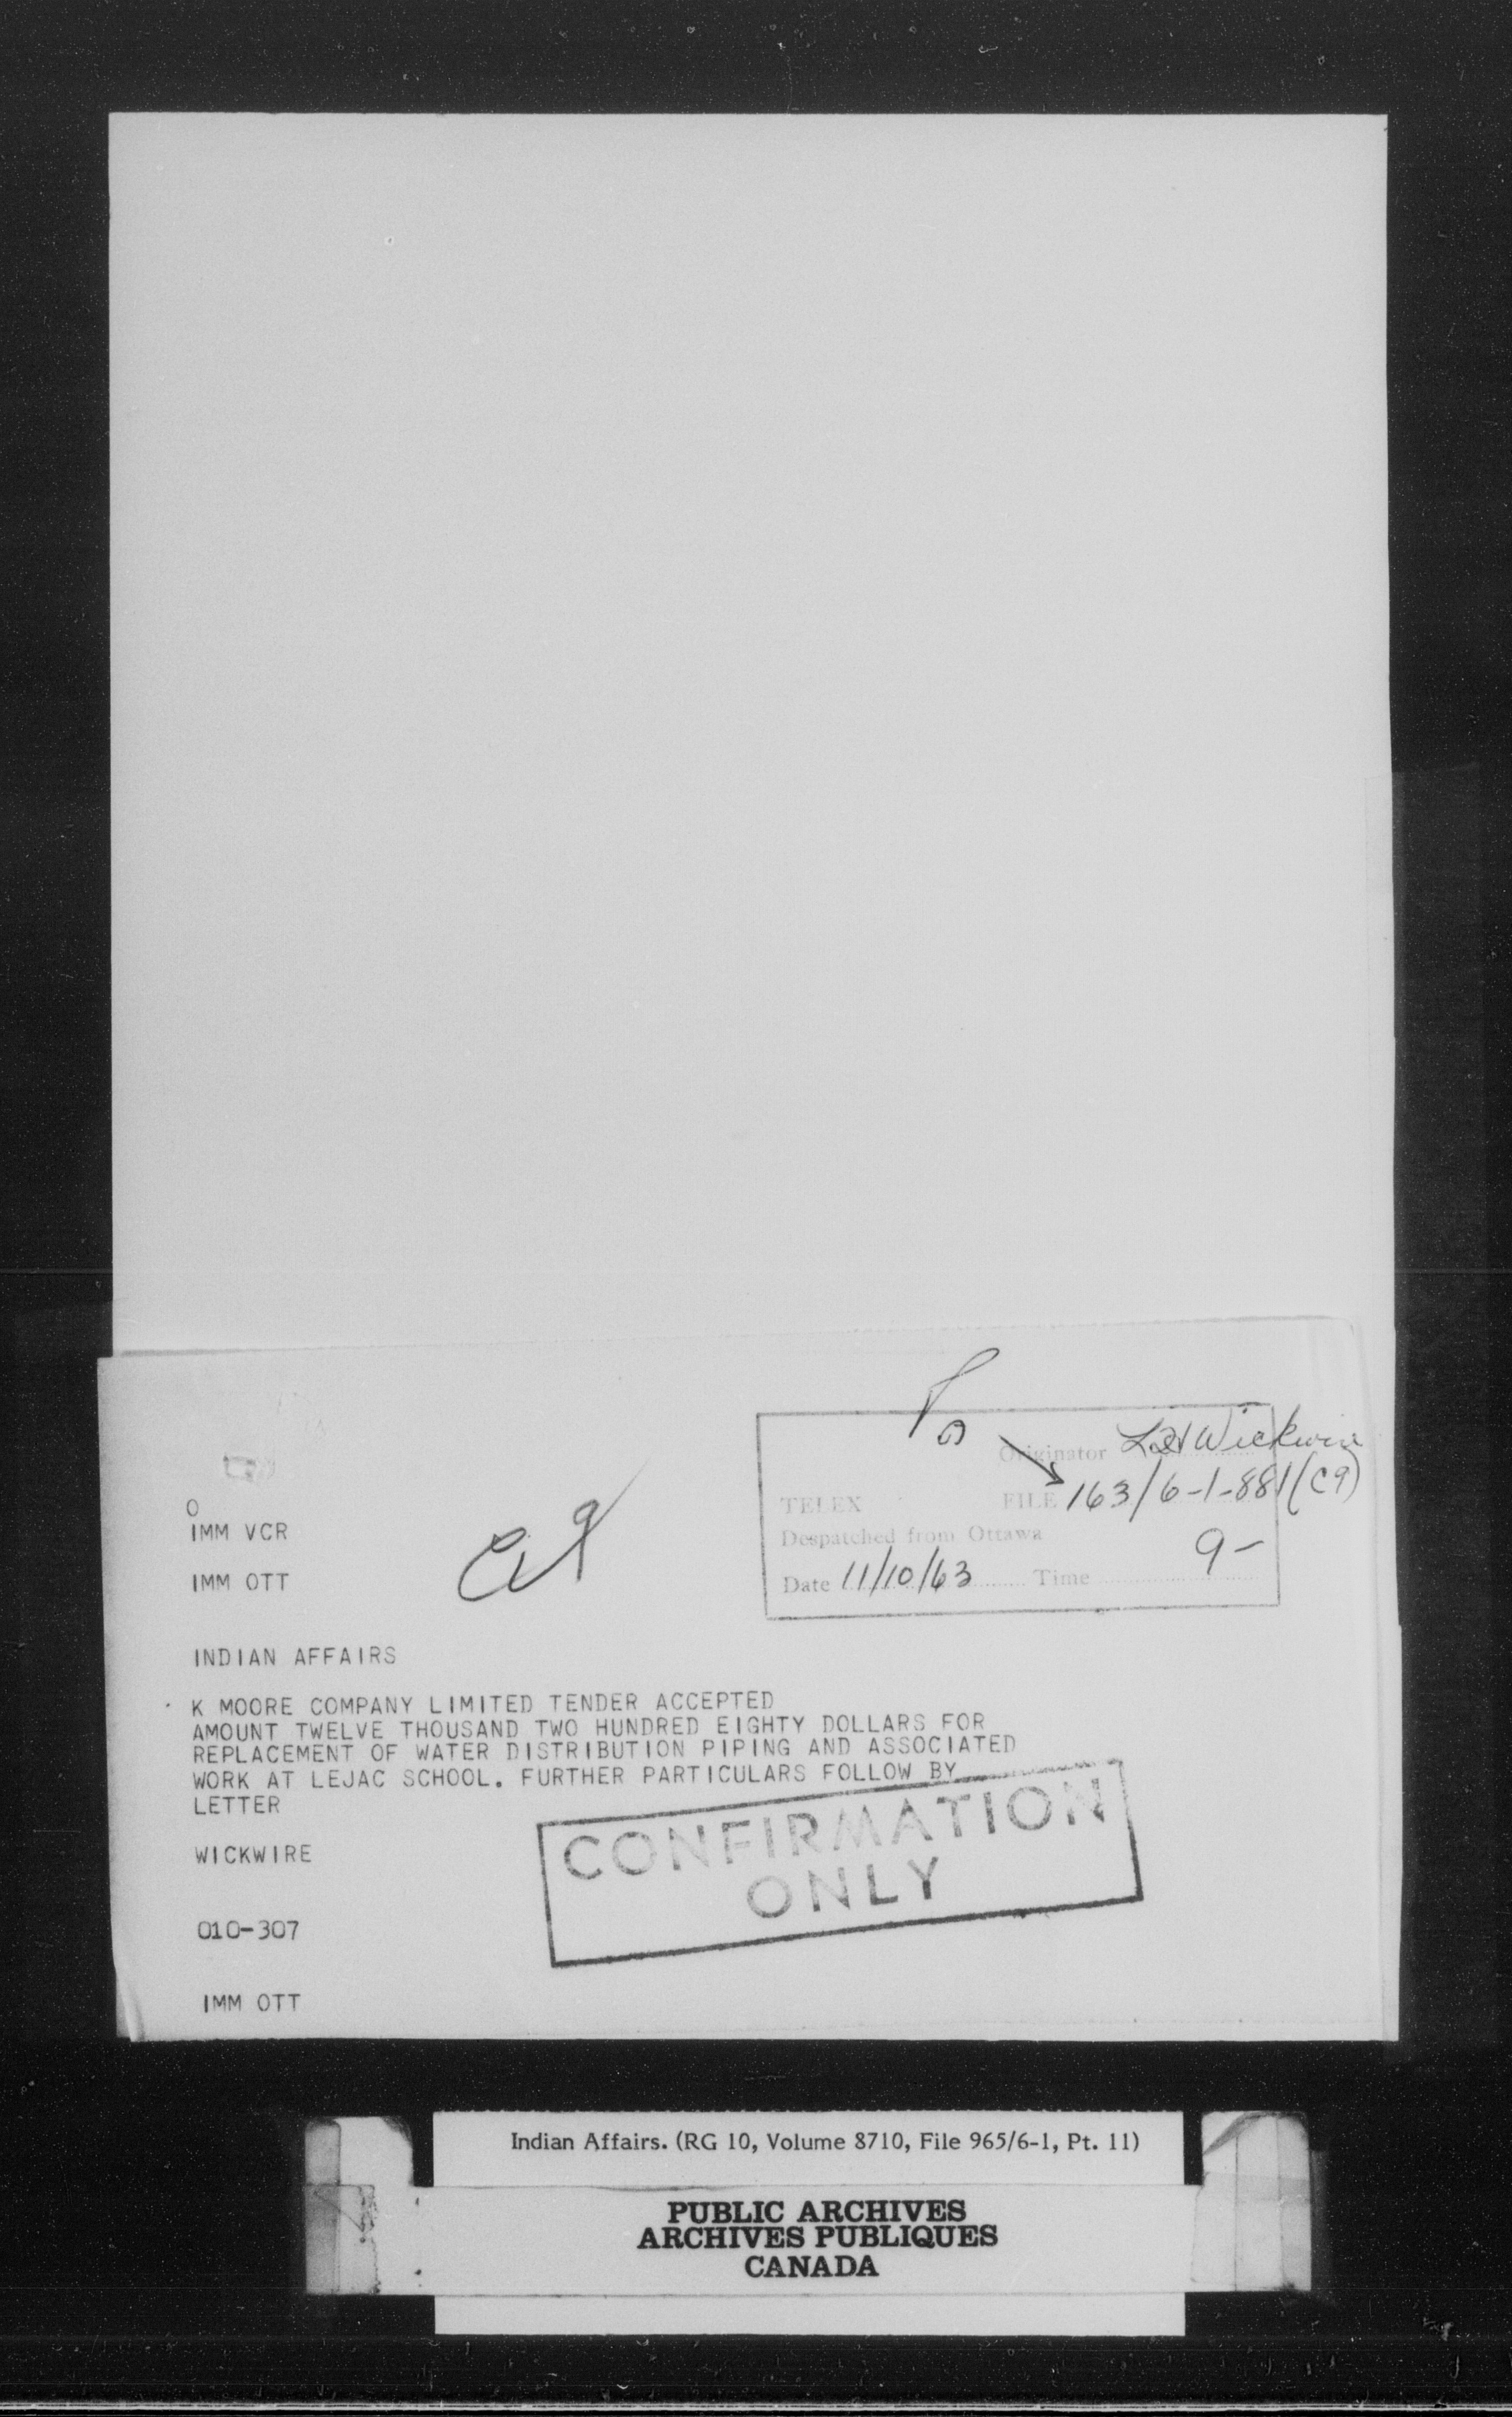 Originator L.A. Wickwire
TELEX FILE 163/6-1-881(C9)
Despatched from Ottawa
Date 11/10/63 Time 9-
O
IMM VCR
IMM OTT
INDIAN AFFAIRS
K MOORE COMPANY LIMITED TENDER ACCEPTED
AMOUNT TWELVE THOUSAND TWO HUNDRED EIGHTY DOLLARS FOR
REPLACEMENT OF WATER DISTRIBUTION PIPING AND ASSOCIATED
WORK AT LEJAC SCHOOL. FURTHER PARTICULARS FOLLOW BY
LETTER
CONFIRMATION
ONLY
WICKWIRE
010-307
IMM OTT
Indian Affairs. (RG 10, Volume 8710, File 965/6-1, Pt. 11)
PUBLIC ARCHIVES
ARCHIVES PUBLIQUES
CANADA